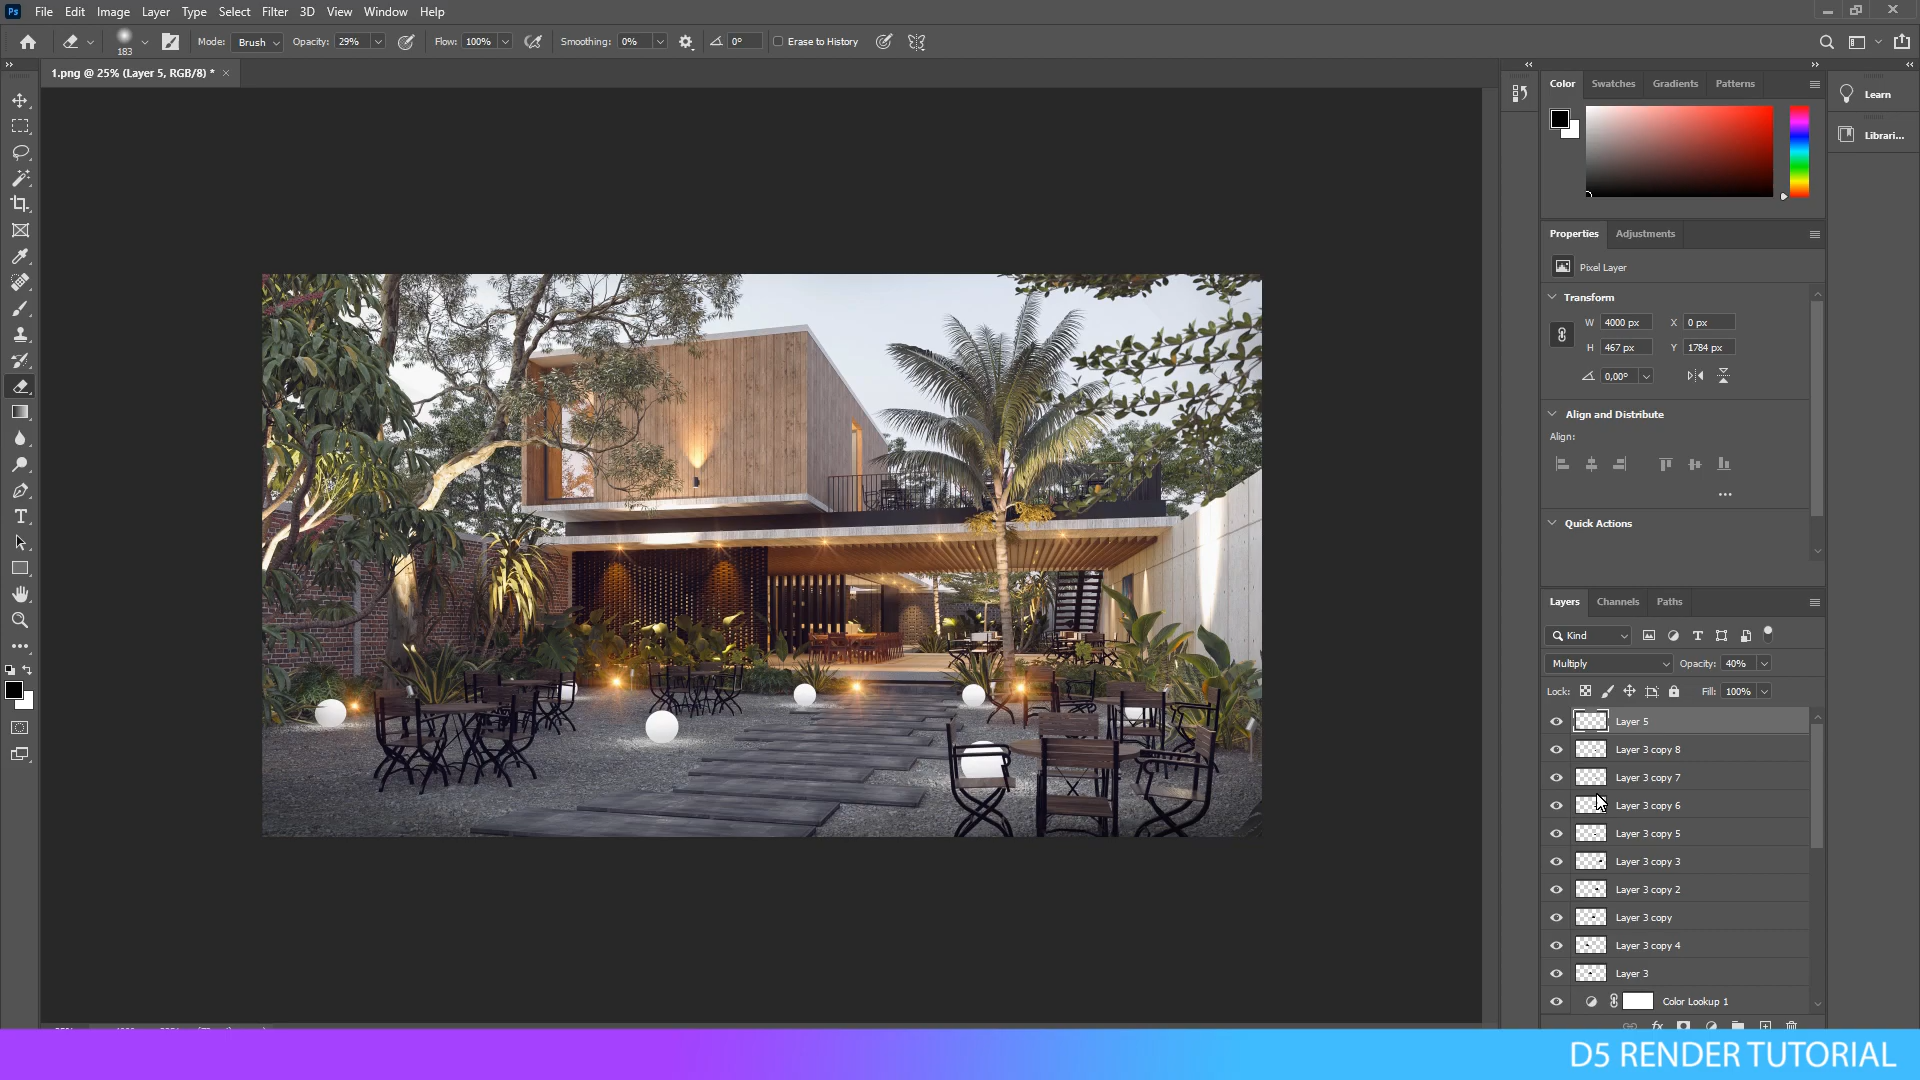 Ps File Edit Image Layer Type Select Filter 3D View Window Help
183 Mode: Brush Opacity: 29% Flow: 100% Smoothing: 0% 0° Erase to History
1.png @ 25% (Layer 5, RGB/8) *
Color Swatches Gradients Patterns
Learn
Librari...
Properties Adjustments
Pixel Layer
Transform
W 4000 px X 0 px
H 467 px Y 1784 px
0,00°
Align and Distribute
Align:
Quick Actions
Layers Channels Paths
Kind
Multiply Opacity: 40%
Lock: Fill: 100%
Layer 5
Layer 3 copy 8
Layer 3 copy 7
Layer 3 copy 6
Layer 3 copy 5
Layer 3 copy 3
Layer 3 copy 2
Layer 3 copy
Layer 3 copy 4
Layer 3
Color Lookup 1
fx
D5 RENDER TUTORIAL